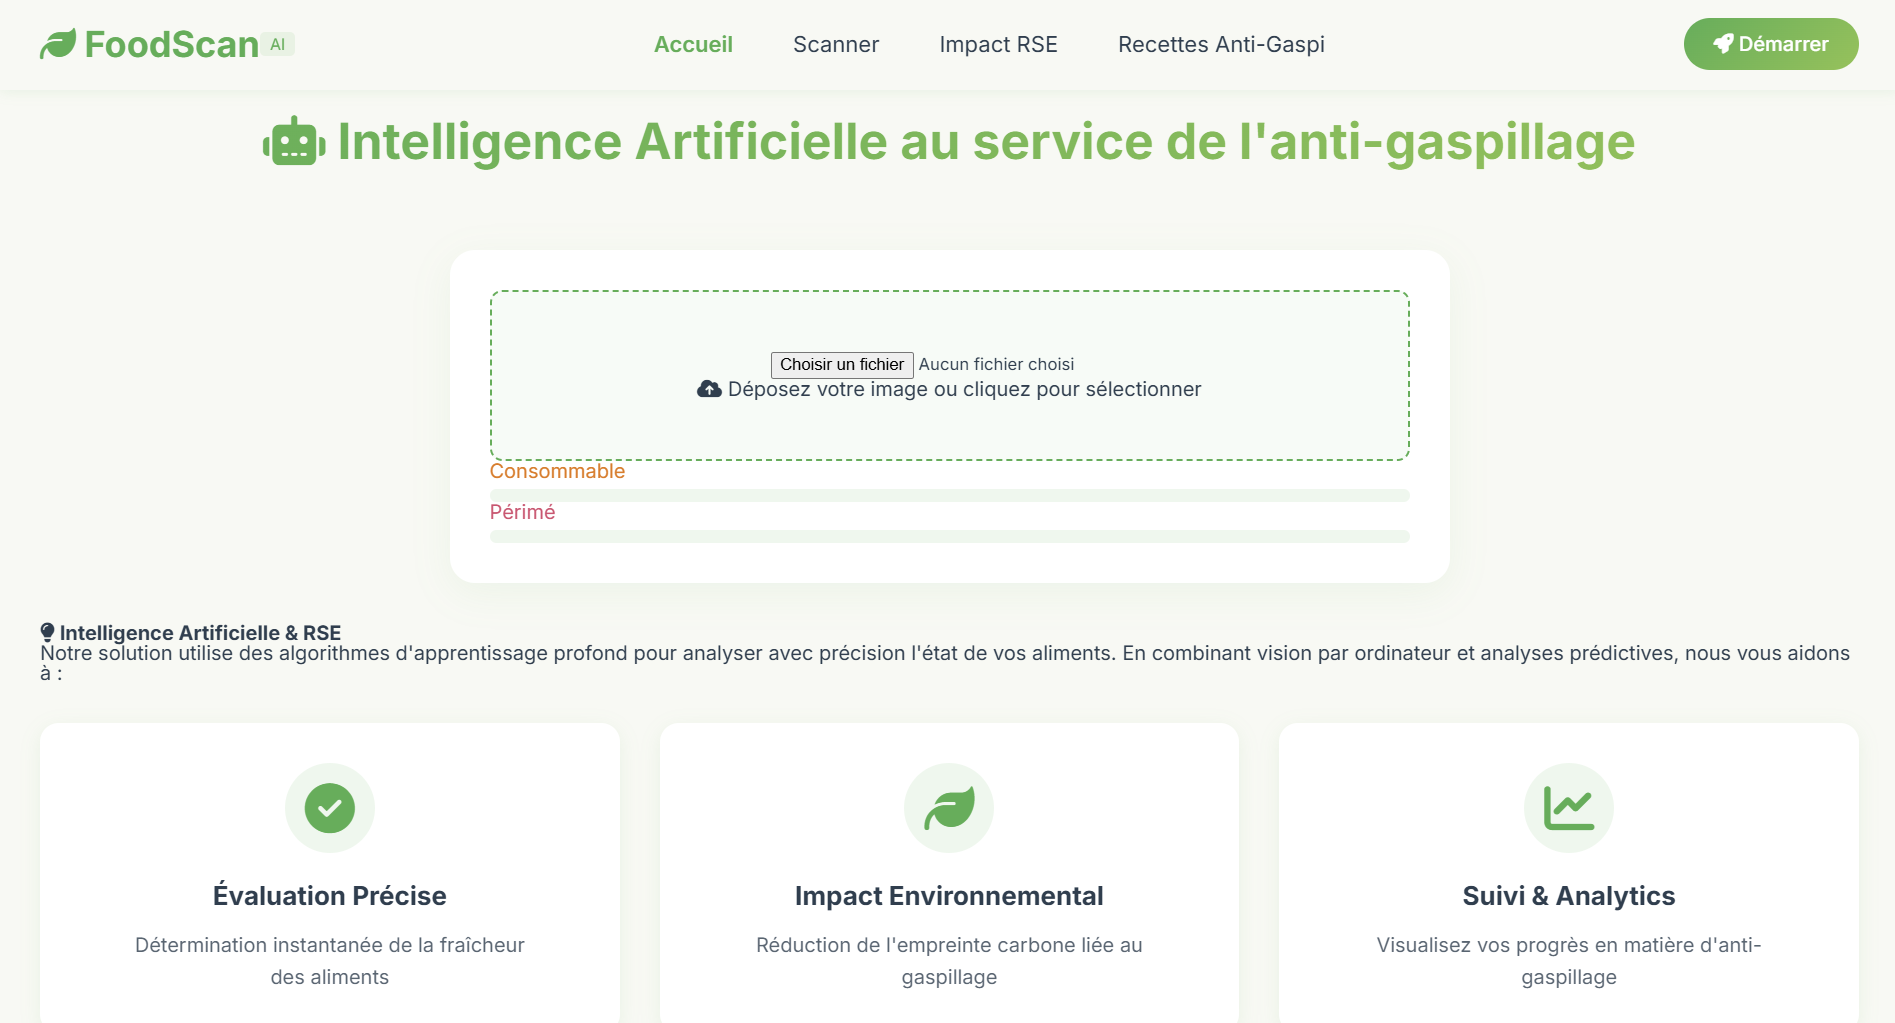 FoodScan AI
Accueil
Scanner
Impact RSE
Recettes Anti-Gaspi
Démarrer
Intelligence Artificielle au service de l'anti-gaspillage
Choisir un fichier Aucun fichier choisi
Déposez votre image ou cliquez pour sélectionner
Consommable
Périmé
Intelligence Artificielle & RSE
Notre solution utilise des algorithmes d'apprentissage profond pour analyser avec précision l'état de vos aliments. En combinant vision par ordinateur et analyses prédictives, nous vous aidons
à :
Évaluation Précise
Détermination instantanée de la fraîcheur
des aliments
Impact Environnemental
Réduction de l'empreinte carbone liée au
gaspillage
Suivi & Analytics
Visualisez vos progrès en matière d'anti-
gaspillage